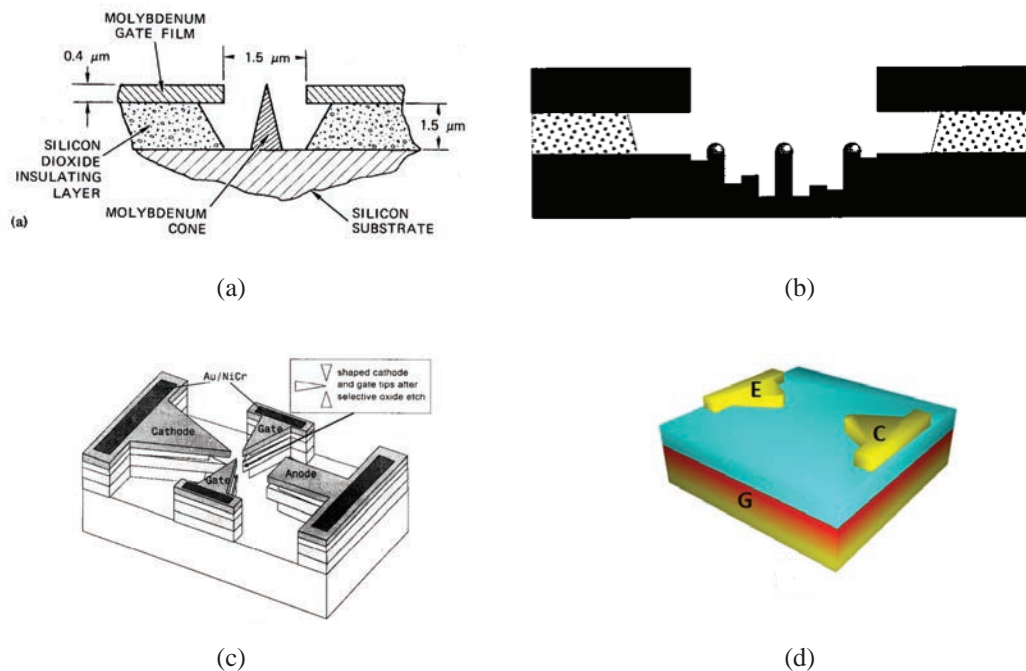 MOLYBDENUM
GATE FILM
0.4 µm
1.5 µm
1.5 µm
SILICON
DIOXIDE
INSULATING
LAYER
MOLYBDENUM
CONE
SILICON
SUBSTRATE
(a)
(a)
(b)
Au/NiCr
shaped cathode
and gate tips after
selective oxide etch
Cathode
Gate
Gate
Anode
E
C
G
(c)
(d)